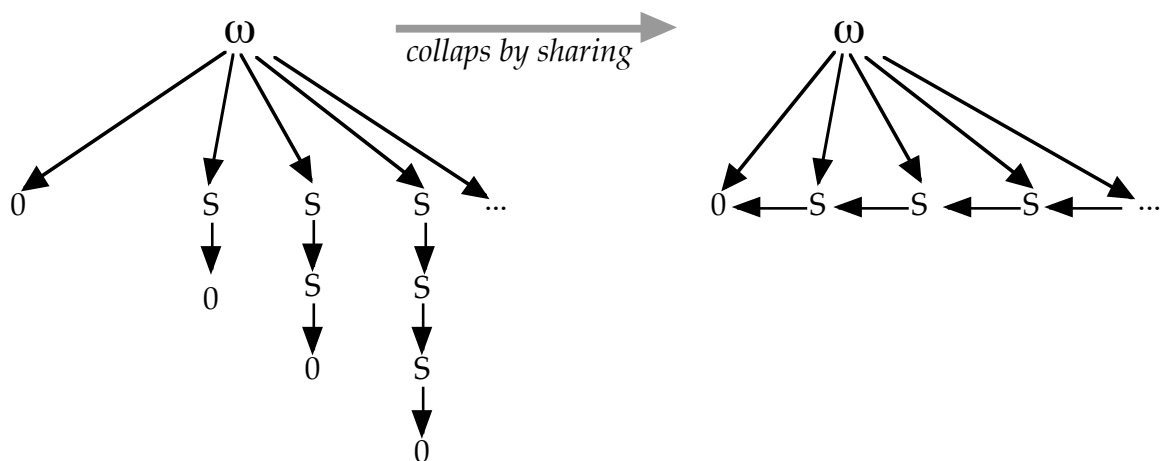 ω
collaps by sharing
ω
0 S S S ...
0 S S S ...
0 S S
0 S
0